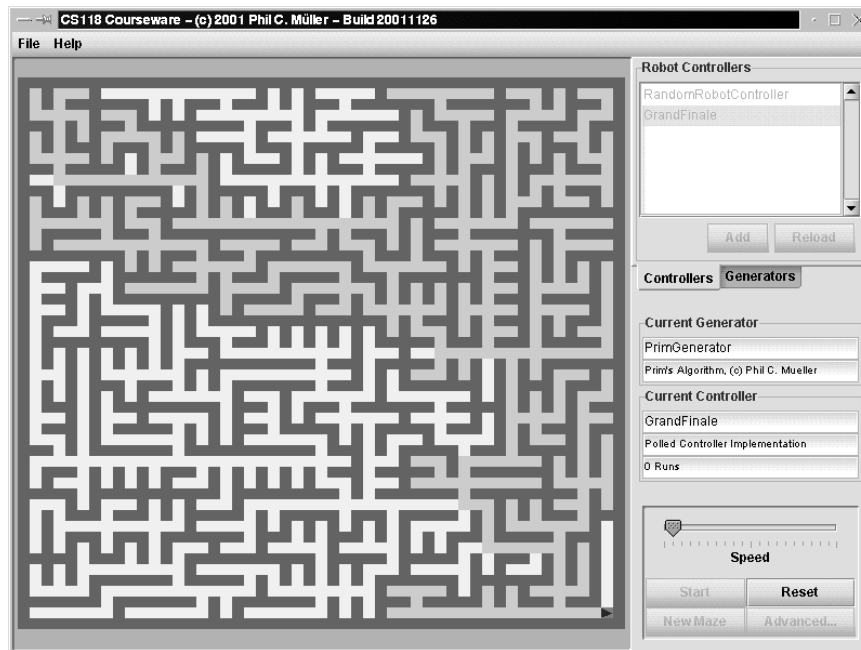 CS118 Courseware – (c) 2001 Phil C. Müller – Build 20011126
File Help
Robot Controllers
RandomRobotController
GrandFinale
Add Reload
Controllers Generators
Current Generator
PrimGenerator
Prim's Algorithm, (c) Phil C. Mueller
Current Controller
GrandFinale
Polled Controller Implementation
0 Runs
Speed
Start Reset
New Maze Advanced...